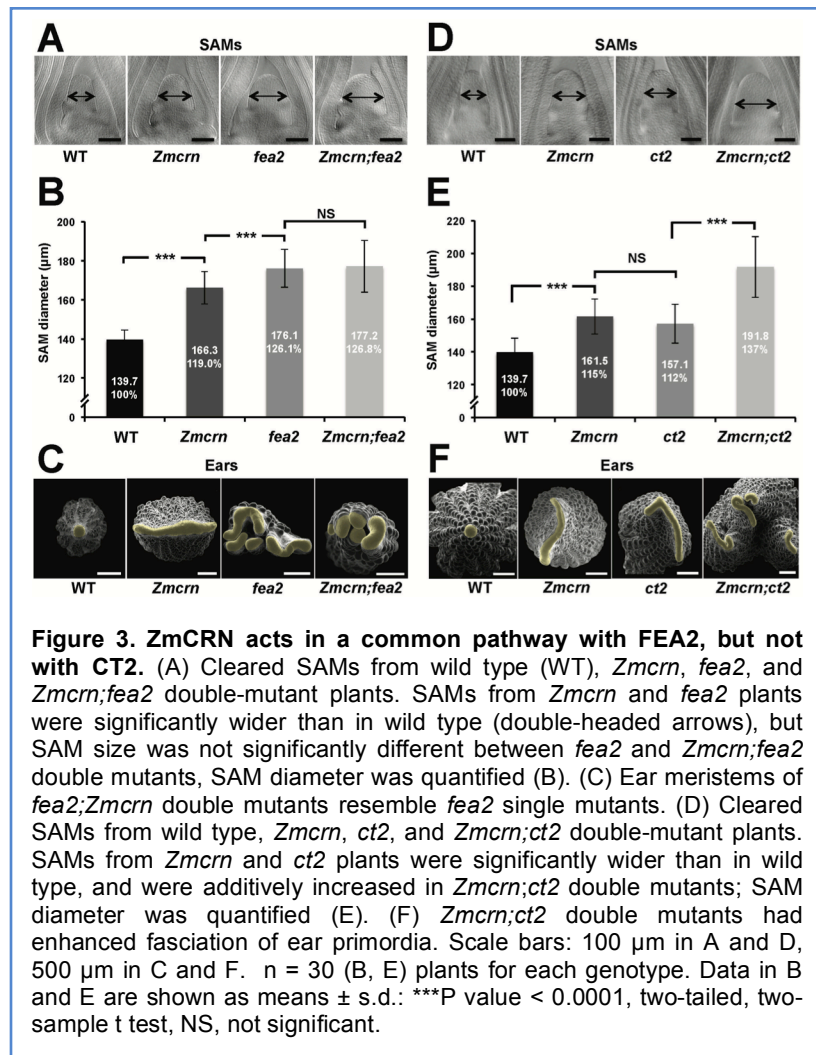 A
SAMs
WT
Zmcrn
fea2
Zmcrn;fea2
D
SAMs
WT
Zmcrn
ct2
Zmcrn;ct2
B
SAM diameter (µm)
200
180
160
140
120
0
***
***
NS
139.7
100%
166.3
119.0%
176.1
126.1%
177.2
126.8%
WT
Zmcrn
fea2
Zmcrn;fea2
E
SAM diameter (µm)
220
200
180
160
140
120
0
***
NS
***
139.7
100%
161.5
115%
157.1
112%
191.8
137%
WT
Zmcrn
ct2
Zmcrn;ct2
C
Ears
WT
Zmcrn
fea2
Zmcrn;fea2
F
Ears
WT
Zmcrn
ct2
Zmcrn;ct2
Figure 3. ZmCRN acts in a common pathway with FEA2, but not
with CT2. (A) Cleared SAMs from wild type (WT), Zmcrn, fea2, and
Zmcrn;fea2 double-mutant plants. SAMs from Zmcrn and fea2 plants
were significantly wider than in wild type (double-headed arrows), but
SAM size was not significantly different between fea2 and Zmcrn;fea2
double mutants, SAM diameter was quantified (B). (C) Ear meristems of
fea2;Zmcrn double mutants resemble fea2 single mutants. (D) Cleared
SAMs from wild type, Zmcrn, ct2, and Zmcrn;ct2 double-mutant plants.
SAMs from Zmcrn and ct2 plants were significantly wider than in wild
type, and were additively increased in Zmcrn;ct2 double mutants; SAM
diameter was quantified (E). (F) Zmcrn;ct2 double mutants had
enhanced fasciation of ear primordia. Scale bars: 100 µm in A and D,
500 µm in C and F. n = 30 (B, E) plants for each genotype. Data in B
and E are shown as means ± s.d.: ***P value < 0.0001, two-tailed, two-
sample t test, NS, not significant.